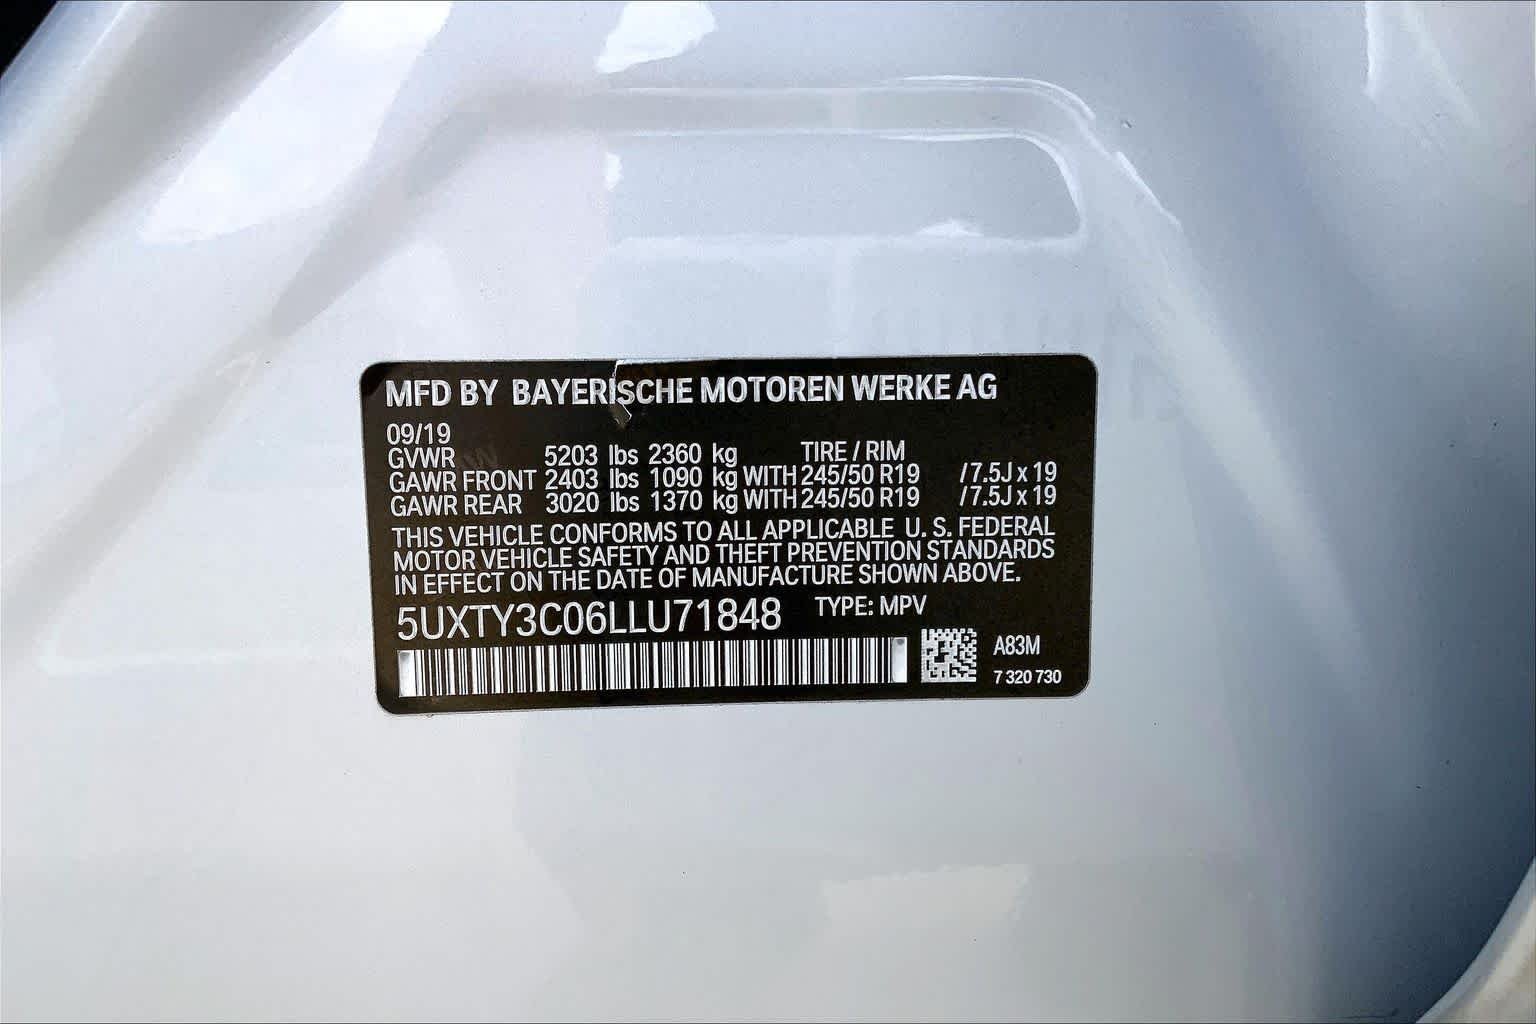 MFD BY BAYERISCHE MOTOREN WERKE AG
09/19
GVWR 5203 lbs 2360 kg TIRE / RIM
GAWR FRONT 2403 lbs 1090 kg WITH 245/50 R19 / 7.5J x 19
GAWR REAR 3020 lbs 1370 kg WITH 245/50 R19 / 7.5J x 19
THIS VEHICLE CONFORMS TO ALL APPLICABLE U. S. FEDERAL
MOTOR VEHICLE SAFETY AND THEFT PREVENTION STANDARDS
IN EFFECT ON THE DATE OF MANUFACTURE SHOWN ABOVE.
5UXTY3C06LLU71848 TYPE: MPV
A83M
7 320 730